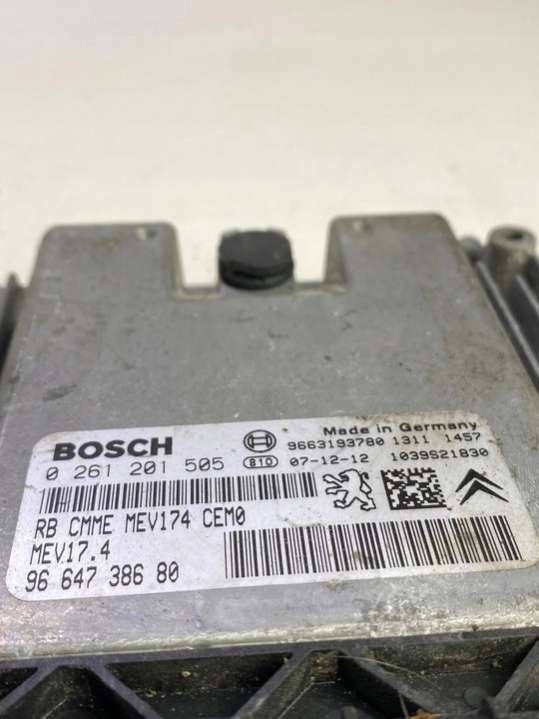 BOSCH
Made in Germany
0 261 201 505
9663193780 1311 1457
B10 07-12-12 1039S21830
RB CMME MEV174 CEM0
MEV17.4
96 647 386 80